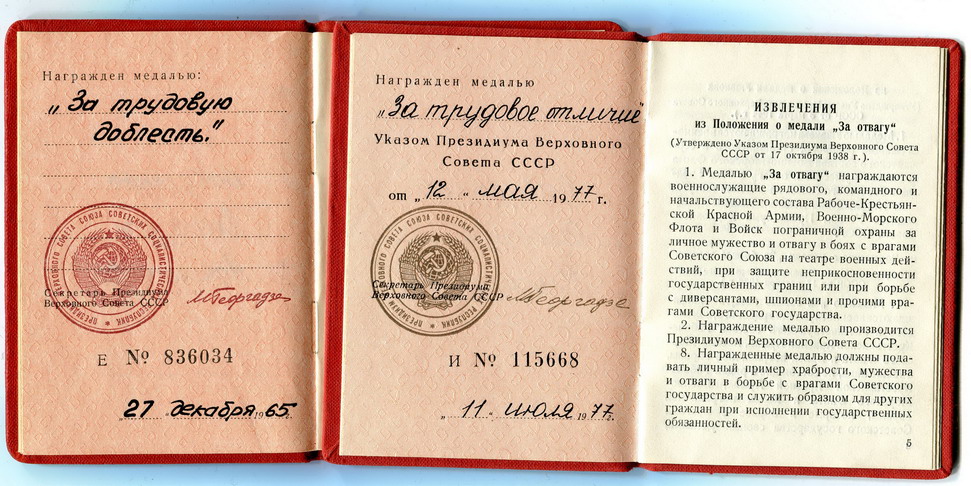 Награжден медалью:
„За трудовую
доблесть."
Секретарь Президиума
Верховного Совета СССР
МГеоргадзе
Е № 836034
„27" декабря 1965г.
Награжден медалью
„За трудовое отличие"
Указом Президиума Верховного
Совета СССР
от „12" мая 1977 г.
Секретарь Президиума
Верховного Совета СССР
МГеоргадзе
И № 115668
„11" июля 1977г.
ИЗВЛЕЧЕНИЯ
из Положения о медали „За отвагу"
(Утверждено Указом Президиума Верховного Совета
СССР от 17 октября 1938 г.).
1. Медалью „За отвагу" награждаются
военнослужащие рядового, командного и
начальствующего состава Рабоче-Крестьян-
ской Красной Армии, Военно-Морского
Флота и Войск пограничной охраны за
личное мужество и отвагу в боях с врагами
Советского Союза на театре военных дей-
ствий, при защите неприкосновенности
государственных границ или при борьбе
с диверсантами, шпионами и прочими вра-
гами Советского государства.
2. Награждение медалью производится
Президиумом Верховного Совета СССР.
8. Награжденные медалью должны пода-
вать личный пример храбрости, мужества
и отваги в борьбе с врагами Советского
государства и служить образцом для других
граждан при исполнении государственных
обязанностей.
5